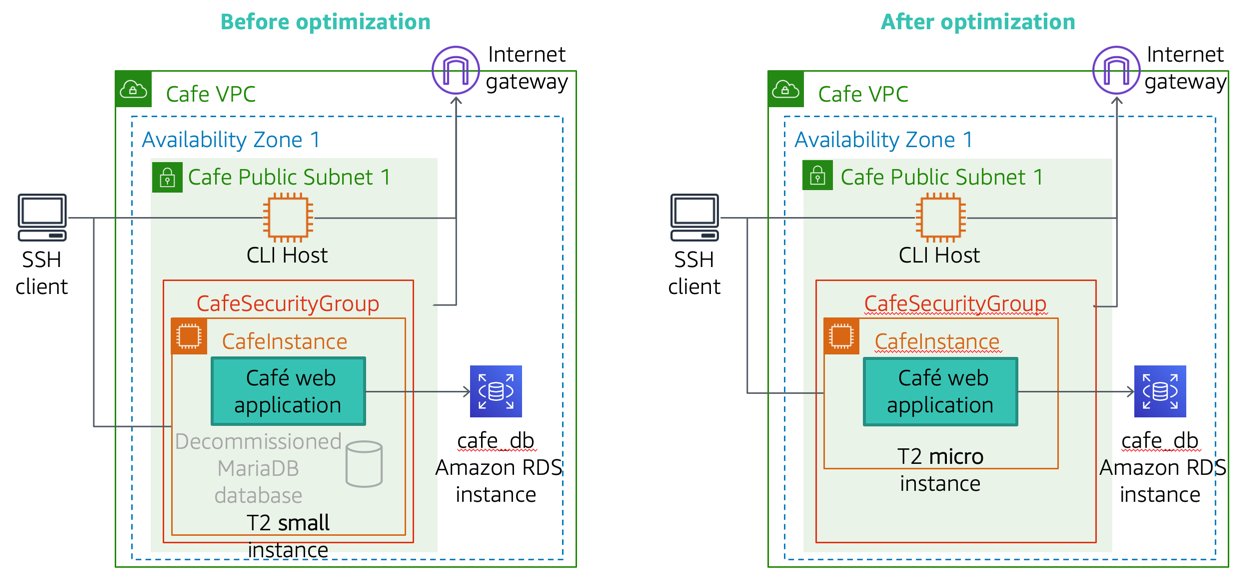 Before optimization
Internet
gateway
Cafe VPC
Availability Zone 1
Cafe Public Subnet 1
SSH
client
CLI Host
CafeSecurityGroup
CafeInstance
Café web
application
Decommissioned
MariaDB
database
T2 small
instance
cafe_db
Amazon RDS
instance
After optimization
Internet
gateway
Cafe VPC
Availability Zone 1
Cafe Public Subnet 1
SSH
client
CLI Host
CafeSecurityGroup
CafeInstance
Café web
application
T2 micro
instance
cafe_db
Amazon RDS
instance